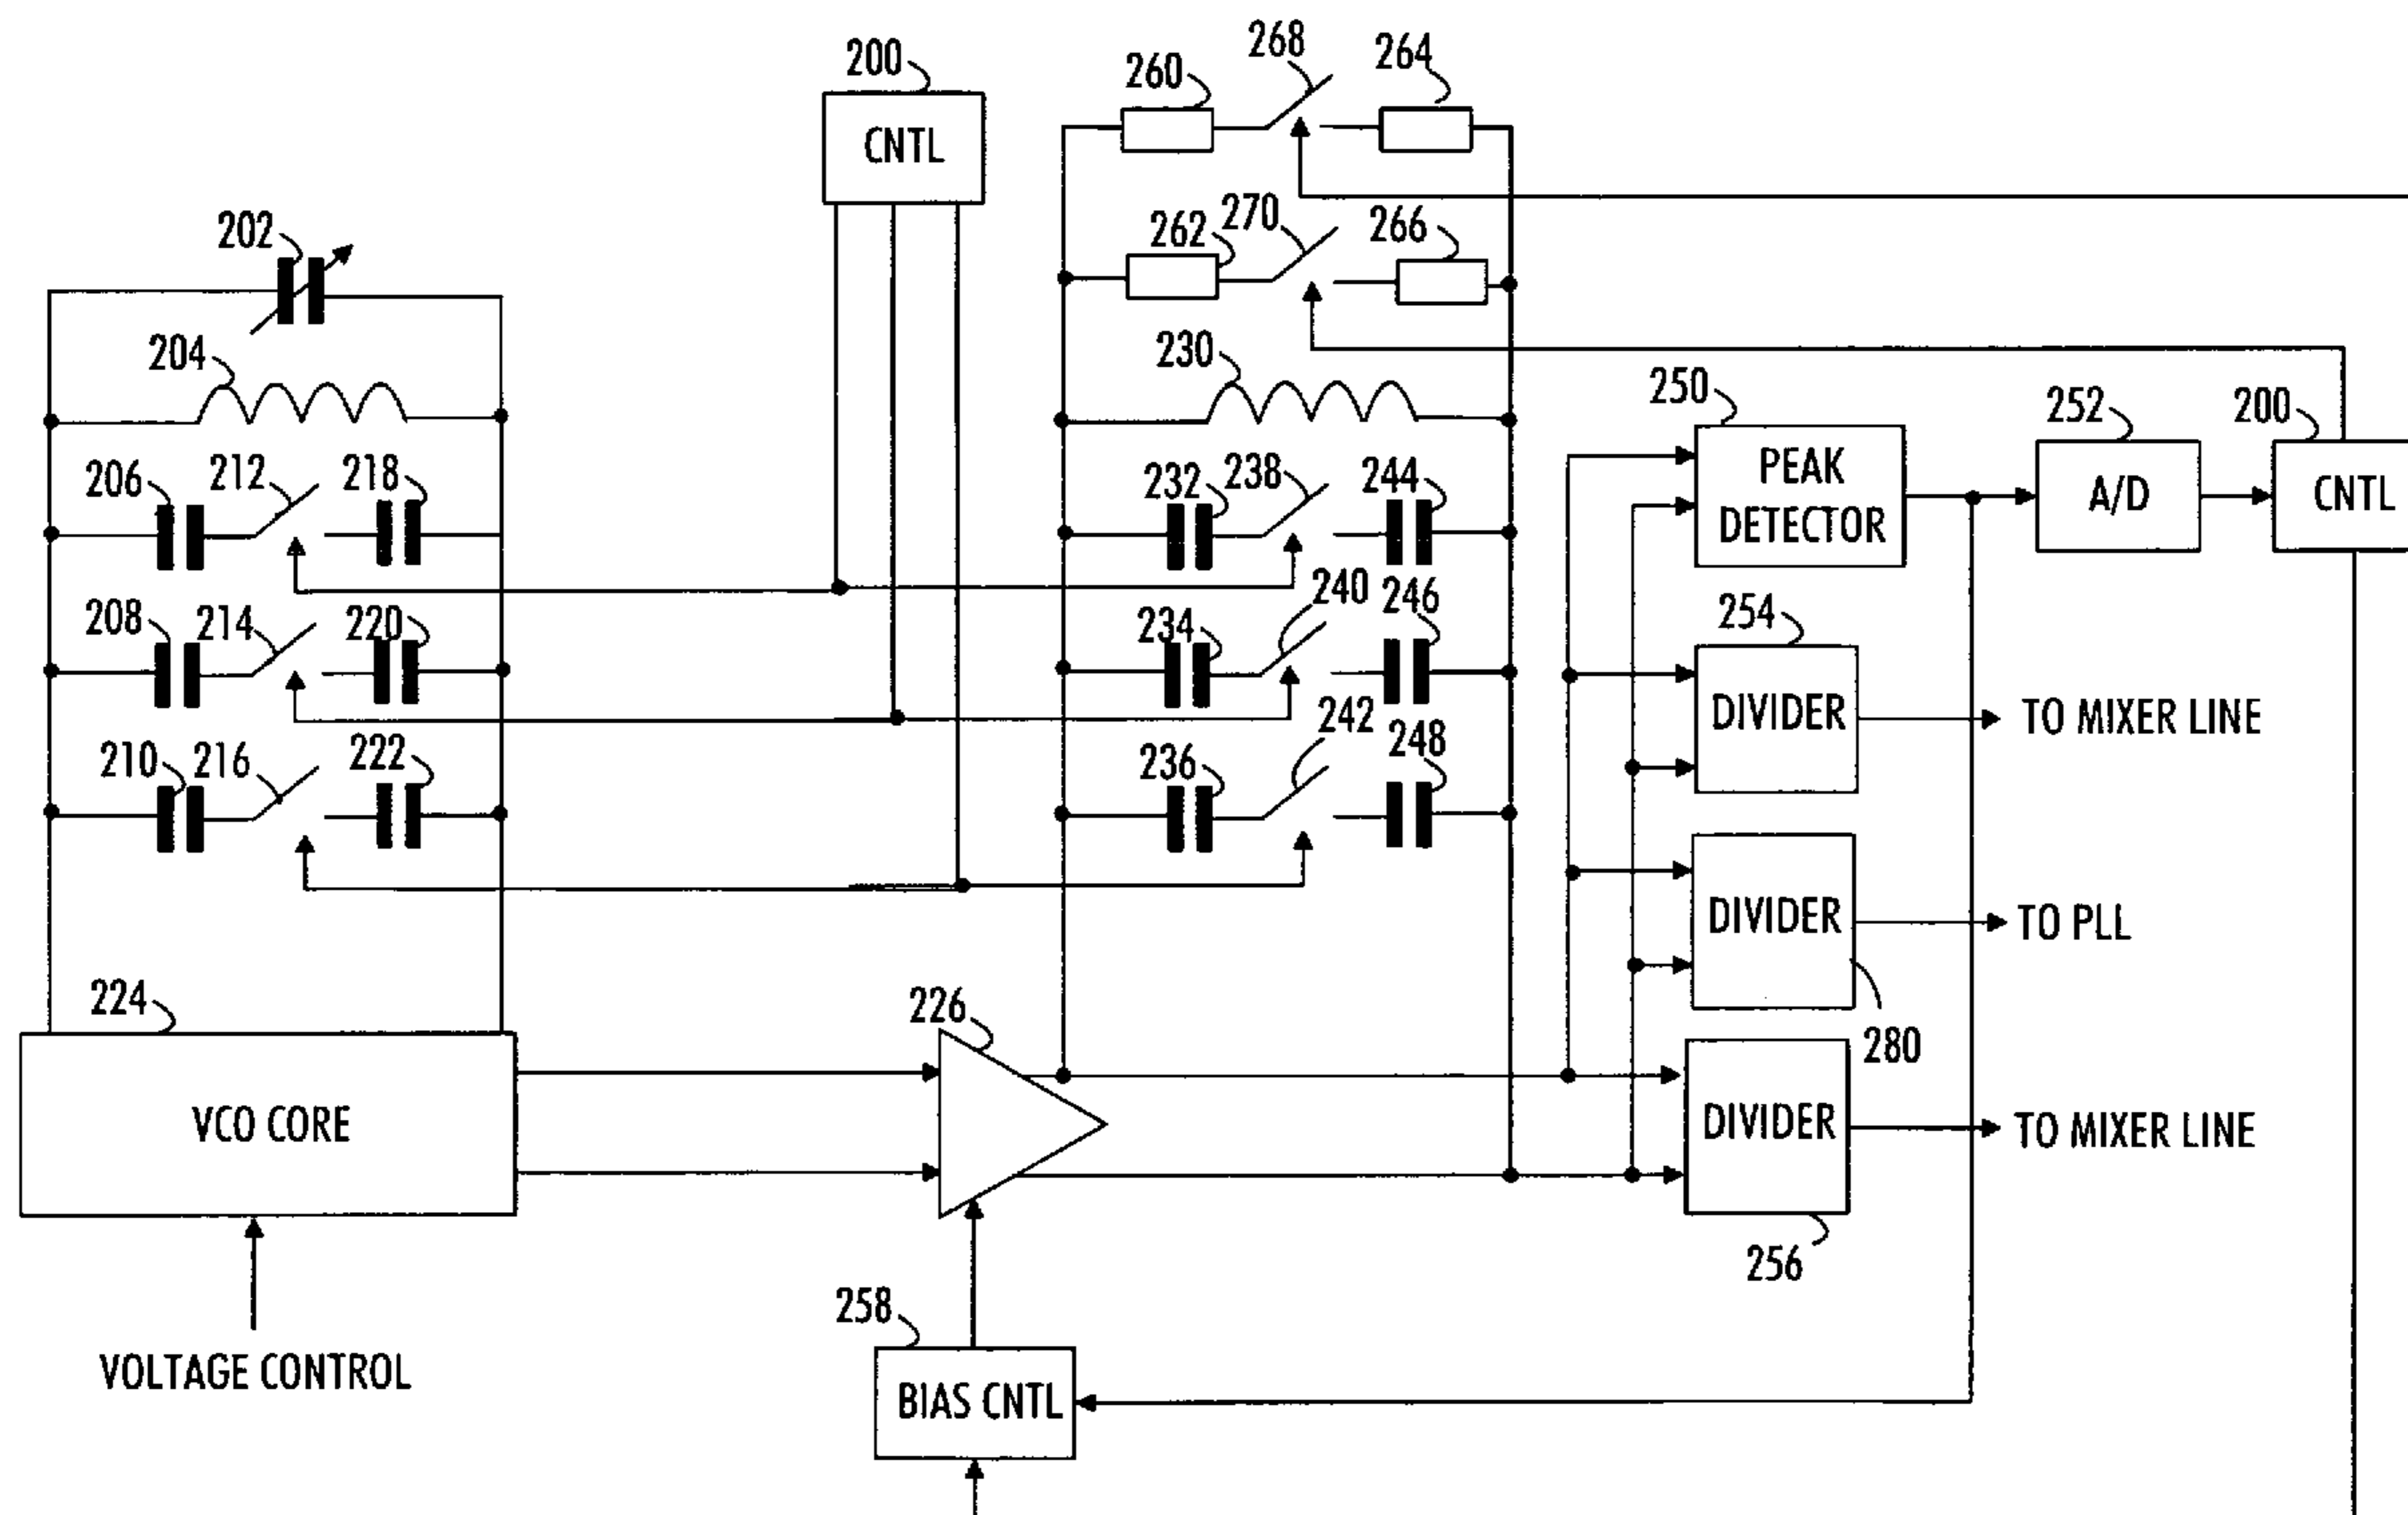 200
CNTL
260
268
264
262
270
266
202
204
230
206
212
218
232
238
244
208
214
220
234
240
246
210
216
222
236
242
248
250
PEAK
DETECTOR
252
A/D
200
CNTL
254
DIVIDER
TO MIXER LINE
DIVIDER
TO PLL
280
224
VCO CORE
226
DIVIDER
TO MIXER LINE
256
VOLTAGE CONTROL
258
BIAS CNTL